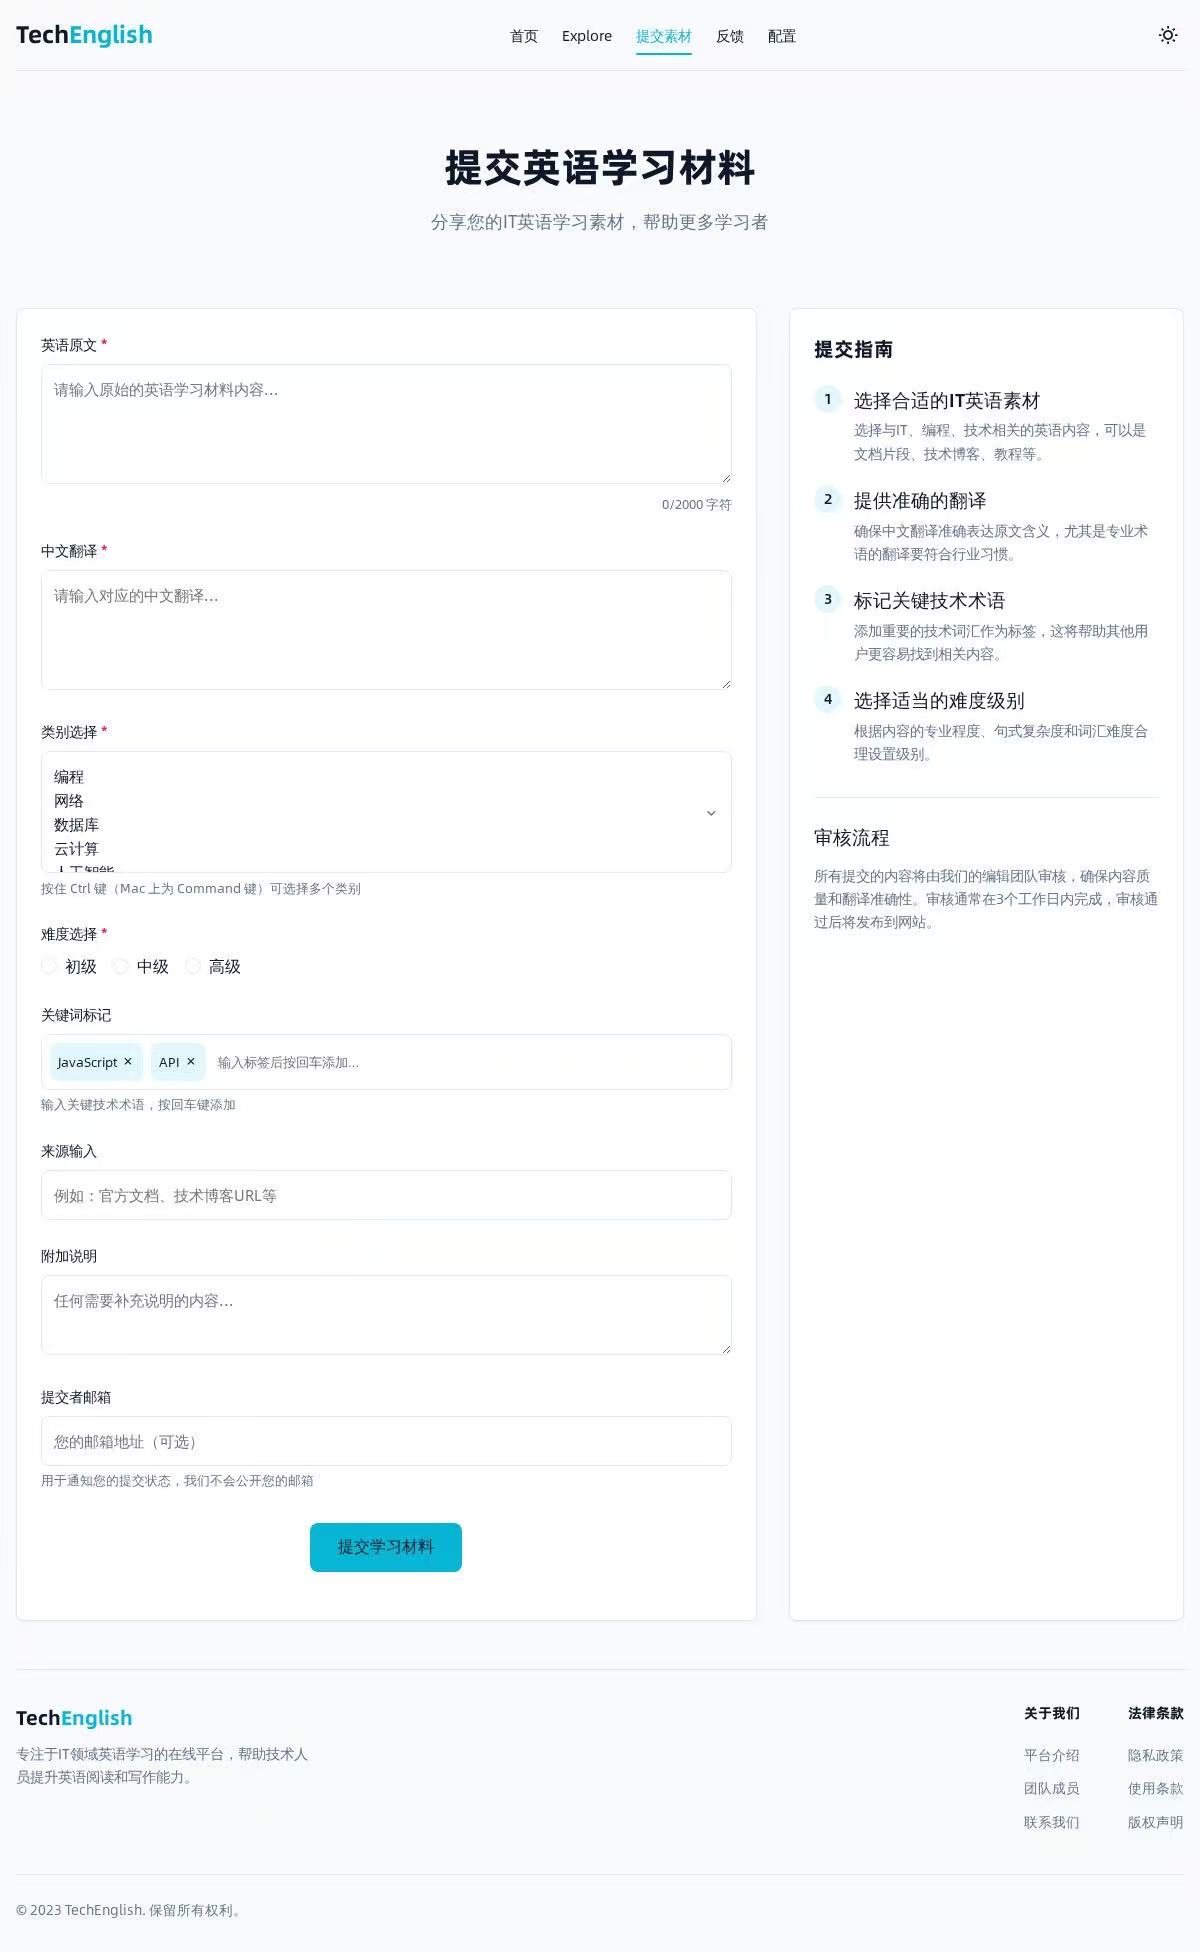 TechEnglish
首页 Explore 提交素材 反馈 配置
提交英语学习材料
分享您的IT英语学习素材，帮助更多学习者
英语原文 *
请输入原始的英语学习材料内容...
0/2000 字符
中文翻译 *
请输入对应的中文翻译...
类别选择 *
编程
网络
数据库
云计算
人工智能
按住 Ctrl 键（Mac 上为 Command 键）可选择多个类别
难度选择 *
初级 中级 高级
关键词标记
JavaScript × API × 输入标签后按回车添加...
输入关键技术术语，按回车键添加
来源输入
例如：官方文档、技术博客URL等
附加说明
任何需要补充说明的内容...
提交者邮箱
您的邮箱地址（可选）
用于通知您的提交状态，我们不会公开您的邮箱
提交学习材料
提交指南
1 选择合适的IT英语素材
选择与IT、编程、技术相关的英语内容，可以是
文档片段、技术博客、教程等。
2 提供准确的翻译
确保中文翻译准确表达原文含义，尤其是专业术
语的翻译要符合行业习惯。
3 标记关键技术术语
添加重要的技术词汇作为标签，这将帮助其他用
户更容易找到相关内容。
4 选择适当的难度级别
根据内容的专业程度、句式复杂度和词汇难度合
理设置级别。
审核流程
所有提交的内容将由我们的编辑团队审核，确保内容质
量和翻译准确性。审核通常在3个工作日内完成，审核通
过后将发布到网站。
TechEnglish
专注于IT领域英语学习的在线平台，帮助技术人
员提升英语阅读和写作能力。
关于我们
平台介绍
团队成员
联系我们
法律条款
隐私政策
使用条款
版权声明
© 2023 TechEnglish. 保留所有权利。